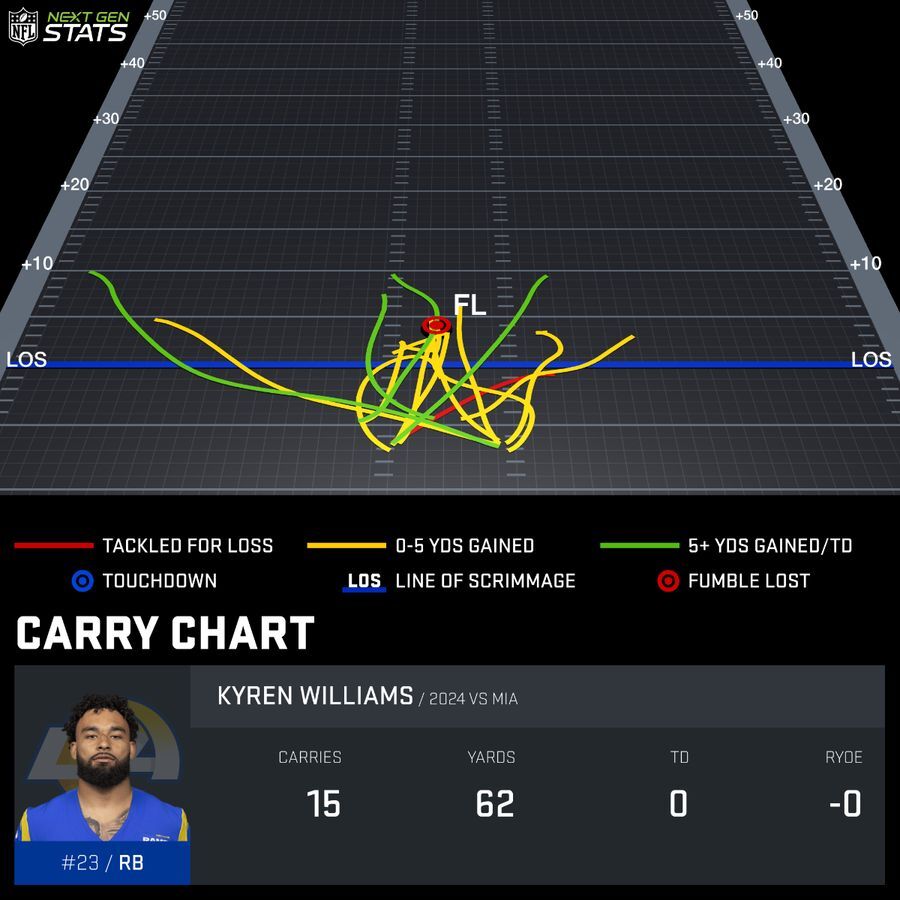 NFL
NEXT GEN
STATS
+50 +50
+40 +40
+30 +30
+20 +20
+10 +10
FL
LOS LOS
TACKLED FOR LOSS 0-5 YDS GAINED 5+ YDS GAINED/TD
TOUCHDOWN LOS LINE OF SCRIMMAGE FUMBLE LOST
CARRY CHART
KYREN WILLIAMS / 2024 VS MIA
CARRIES YARDS TD RYOE
15 62 0 -0
#23 / RB